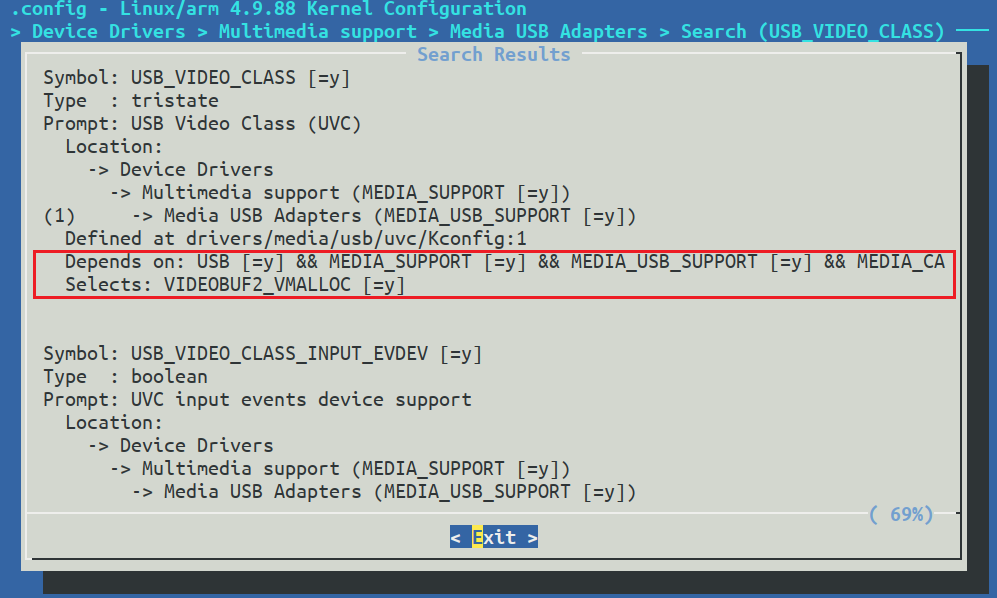 .config - Linux/arm 4.9.88 Kernel Configuration
> Device Drivers > Multimedia support > Media USB Adapters > Search (USB_VIDEO_CLASS)
Search Results
Symbol: USB_VIDEO_CLASS [=y]
Type  : tristate
Prompt: USB Video Class (UVC)
  Location:
    -> Device Drivers
      -> Multimedia support (MEDIA_SUPPORT [=y])
(1)     -> Media USB Adapters (MEDIA_USB_SUPPORT [=y])
  Defined at drivers/media/usb/uvc/Kconfig:1
  Depends on: USB [=y] && MEDIA_SUPPORT [=y] && MEDIA_USB_SUPPORT [=y] && MEDIA_CA
  Selects: VIDEOBUF2_VMALLOC [=y]
Symbol: USB_VIDEO_CLASS_INPUT_EVDEV [=y]
Type  : boolean
Prompt: UVC input events device support
  Location:
    -> Device Drivers
      -> Multimedia support (MEDIA_SUPPORT [=y])
        -> Media USB Adapters (MEDIA_USB_SUPPORT [=y])
( 69%)
< Exit >